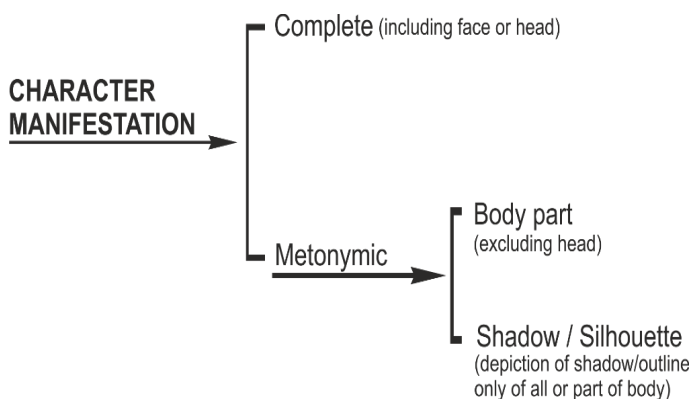 Complete (including face or head)
CHARACTER
MANIFESTATION
Body part
(excluding head)
Metonymic
Shadow / Silhouette
(depiction of shadow/outline
only of all or part of body)